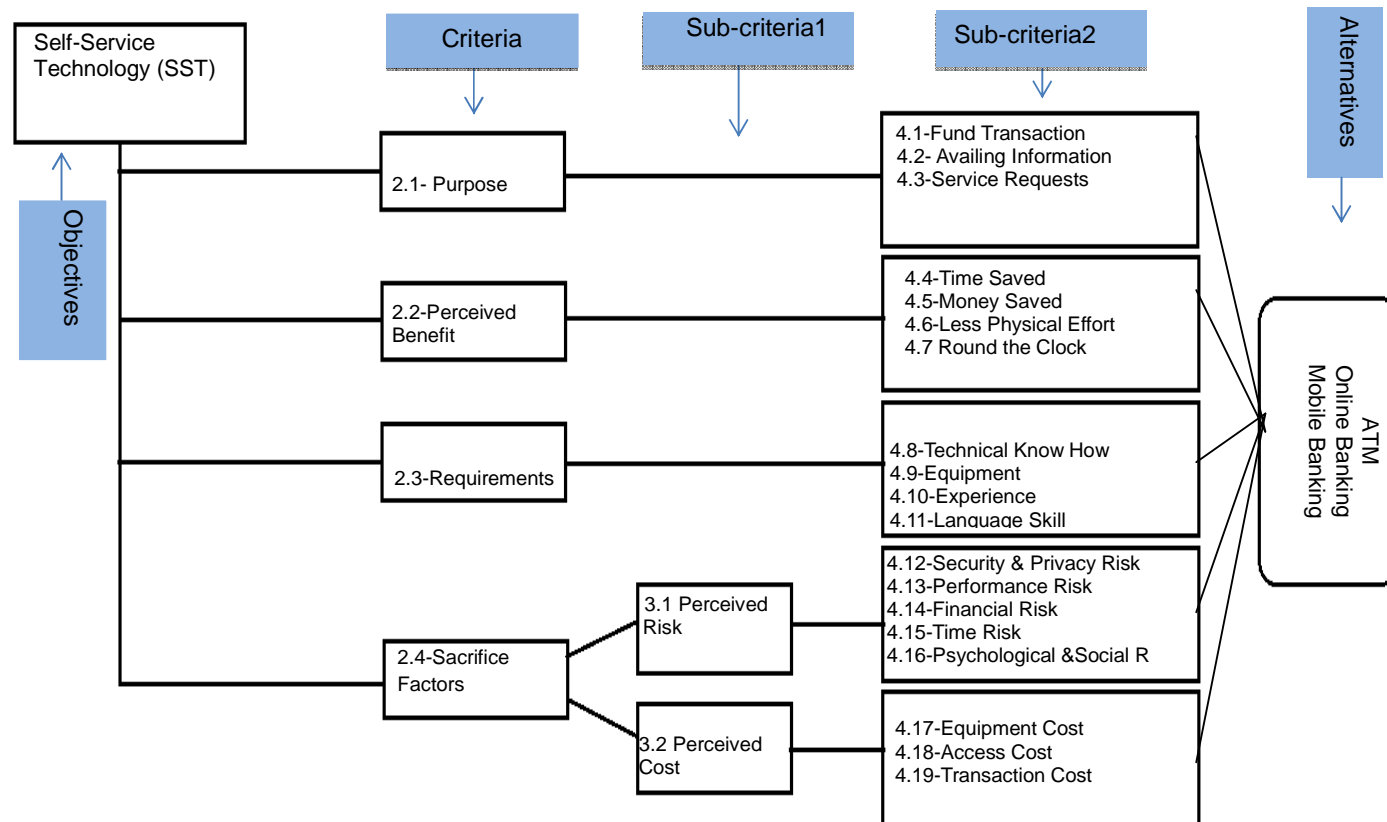 Self-Service
Technology (SST)
Criteria
Sub-criteria1
Sub-criteria2
Alternatives
Objectives
2.1- Purpose
4.1-Fund Transaction
4.2- Availing Information
4.3-Service Requests
2.2-Perceived
Benefit
4.4-Time Saved
4.5-Money Saved
4.6-Less Physical Effort
4.7 Round the Clock
2.3-Requirements
4.8-Technical Know How
4.9-Equipment
4.10-Experience
4.11-Language Skill
2.4-Sacrifice
Factors
3.1 Perceived
Risk
4.12-Security & Privacy Risk
4.13-Performance Risk
4.14-Financial Risk
4.15-Time Risk
4.16-Psychological &Social R
3.2 Perceived
Cost
4.17-Equipment Cost
4.18-Access Cost
4.19-Transaction Cost
ATM
Online Banking
Mobile Banking